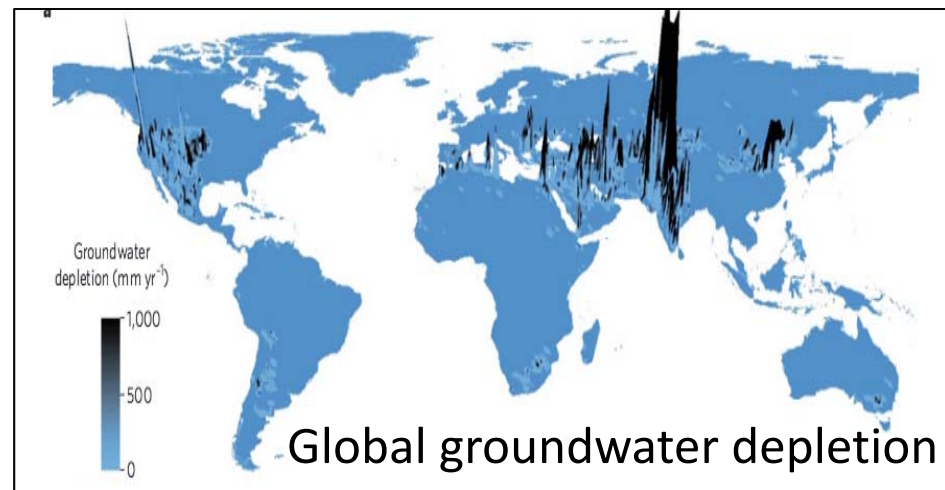 a
Groundwater
depletion (mm yr⁻¹)
1,000
500
0
Global groundwater depletion